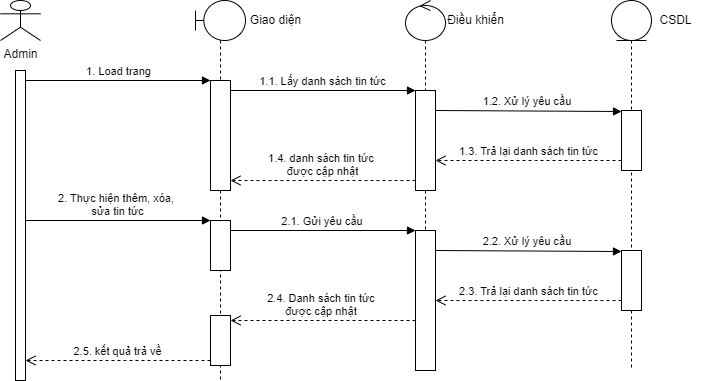 Giao diện
Điều khiển
CSDL
Admin
1. Load trang
1.1. Lấy danh sách tin tức
1.2. Xử lý yêu cầu
1.3. Trả lại danh sách tin tức
1.4. danh sách tin tức
được cập nhật
2. Thực hiện thêm, xóa,
sửa tin tức
2.1. Gửi yêu cầu
2.2. Xử lý yêu cầu
2.3. Trả lại danh sách tin tức
2.4. Danh sách tin tức
được cập nhật
2.5. kết quả trả về